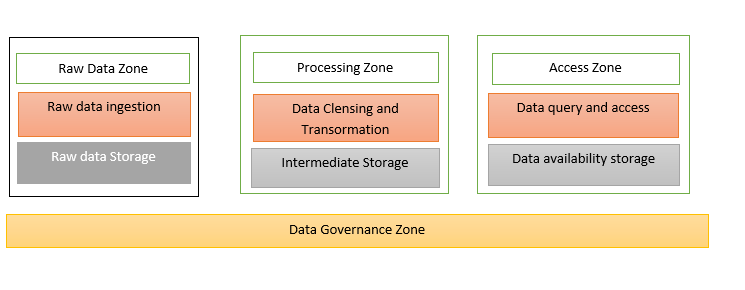 Raw Data Zone
Raw data ingestion
Raw data Storage
Processing Zone
Data Clensing and
Transormation
Intermediate Storage
Access Zone
Data query and access
Data availability storage
Data Governance Zone